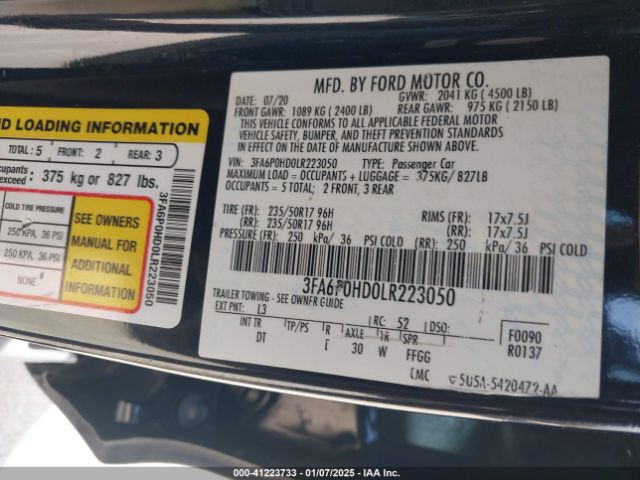 ND LOADING INFORMATION
TOTAL: 5 FRONT: 2 REAR: 3
ccupants
exceed: 375 kg or 827 lbs.
COLD TIRE PRESSURE
250 KPA, 36 PSI
250 KPA, 36 PSI
NONE
SEE OWNERS
MANUAL FOR
ADDITIONAL
INFORMATION
3FA6P0HD0LR223050
MFD. BY FORD MOTOR CO.
DATE: 07/20 GVWR: 2041 KG ( 4500 LB)
FRONT GAWR: 1089 KG ( 2400 LB) REAR GAWR: 975 KG ( 2150 LB)
THIS VEHICLE CONFORMS TO ALL APPLICABLE FEDERAL MOTOR
VEHICLE SAFETY, BUMPER, AND THEFT PREVENTION STANDARDS
IN EFFECT ON THE DATE OF MANUFACTURE SHOWN ABOVE.
VIN: 3FA6P0HD0LR223050 TYPE: Passenger Car
MAXIMUM LOAD = OCCUPANTS + LUGGAGE = 375KG/ 827LB
OCCUPANTS = 5 TOTAL; 2 FRONT, 3 REAR
TIRE (FF): 235/50R17 96H RIMS (FF): 17x7.5J
(RR): 235/50R17 96H (RR): 17x7.5J
PRESSURE (FF): 250 kPa/ 36 PSI COLD (RR): 250 kPa/ 36 PSI COLD
3FA6P0HD0LR223050
TRAILER TOWING - SEE OWNER GUIDE
EXT PNT: L3 RC: 52 DSO: F0090
INT TR TP/PS R AXLE TR SPR R0137
DT 30 W FFGG
5U5A-5420472-AA
00-41223733 - 01/07/2025 - IAA Inc.